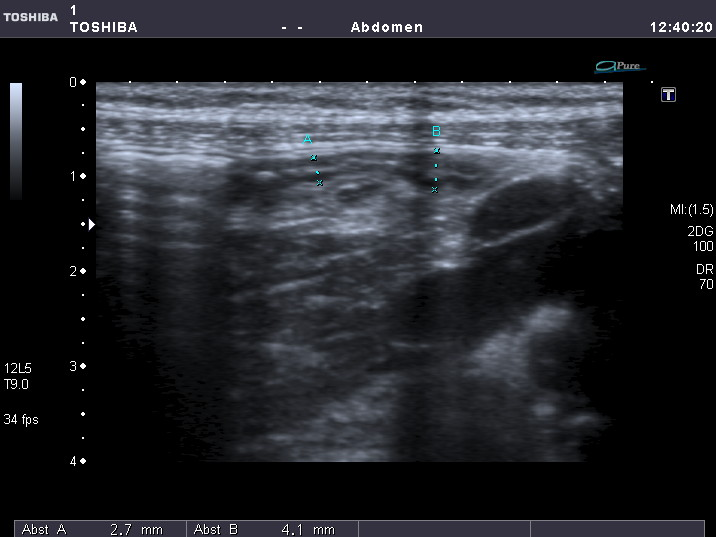 TOSHIBA
1
TOSHIBA - - Abdomen 12:40:20
Pure
T
0
1
2
3
4
A
B
MI:(1.5)
2DG
100
DR
70
12L5
T9.0
34 fps
Abst A 2.7 mm Abst B 4.1 mm